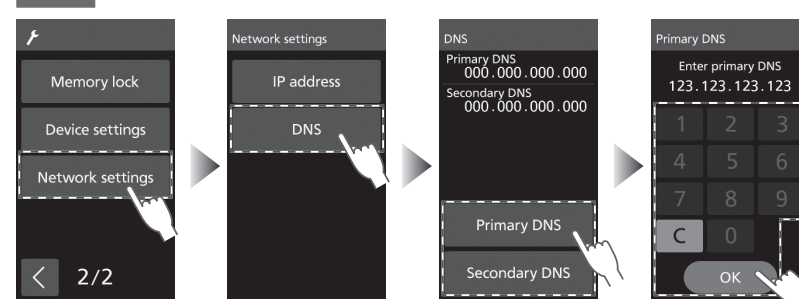 Memory lock
Device settings
Network settings
2/2
Network settings
IP address
DNS
DNS
Primary DNS
000.000.000.000
Secondary DNS
000.000.000.000
Primary DNS
Secondary DNS
Primary DNS
Enter primary DNS
123.123.123.123
1 2 3
4 5 6
7 8 9
C 0
OK